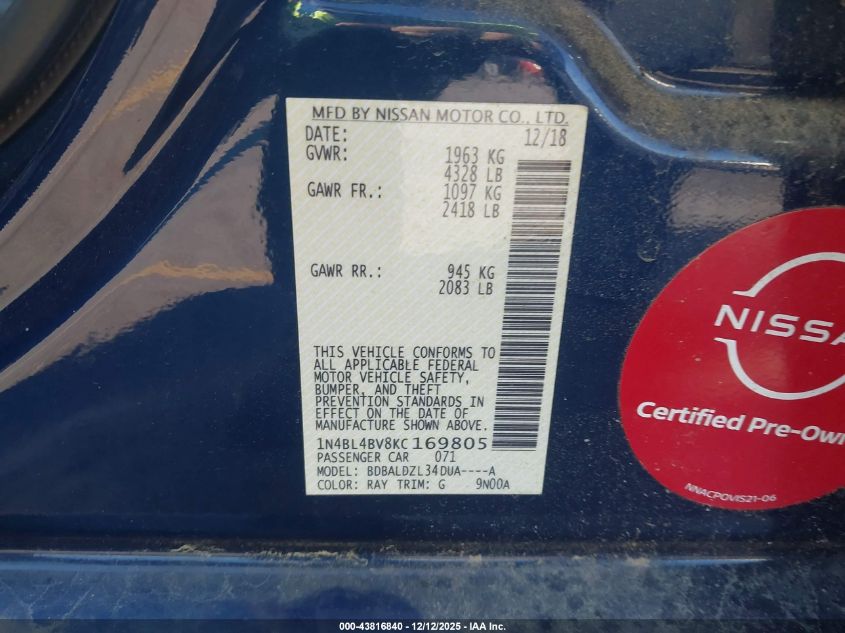 MFD BY NISSAN MOTOR CO., LTD.
DATE: 12/18
GVWR: 1963 KG
4328 LB
GAWR FR.: 1097 KG
2418 LB
GAWR RR.: 945 KG
2083 LB
THIS VEHICLE CONFORMS TO
ALL APPLICABLE FEDERAL
MOTOR VEHICLE SAFETY,
BUMPER, AND THEFT
PREVENTION STANDARDS IN
EFFECT ON THE DATE OF
MANUFACTURE SHOWN ABOVE.
1N4BL4BV8KC169805
PASSENGER CAR 071
MODEL: BDBALDZL34DUA----A
COLOR: RAY TRIM: G 9N00A
NISSA
Certified Pre-Own
NNACPOVIS21-06
000-43816840 - 12/12/2025 - IAA Inc.